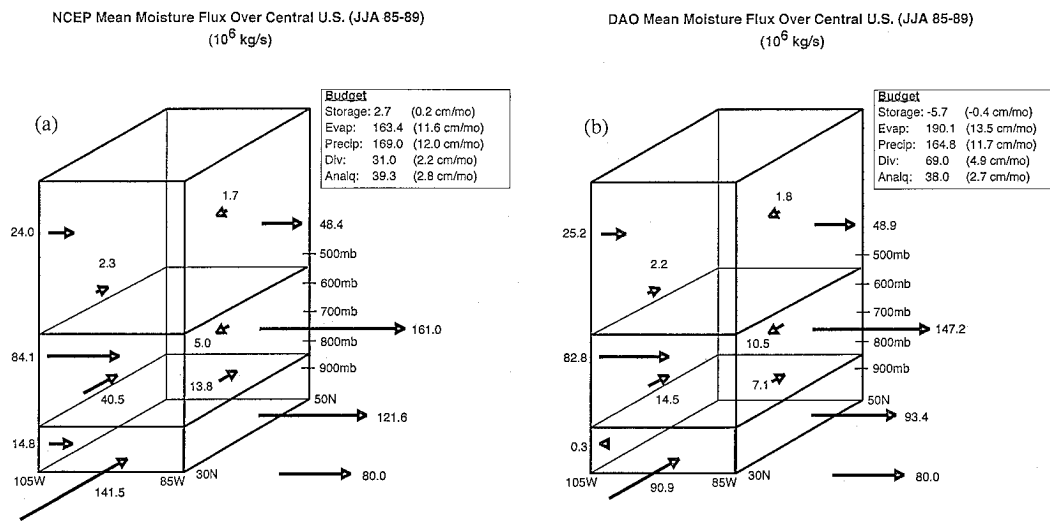 NCEP Mean Moisture Flux Over Central U.S. (JJA 85-89)
(10^6 kg/s)
(a)
Budget
Storage: 2.7 (0.2 cm/mo)
Evap: 163.4 (11.6 cm/mo)
Precip: 169.0 (12.0 cm/mo)
Div: 31.0 (2.2 cm/mo)
Analq: 39.3 (2.8 cm/mo)
1.7
48.4
24.0
500mb
2.3
600mb
700mb
161.0
5.0
800mb
84.1
900mb
13.8
40.5
50N
121.6
14.8
30N
80.0
105W
85W
141.5
DAO Mean Moisture Flux Over Central U.S. (JJA 85-89)
(10^6 kg/s)
(b)
Budget
Storage: -5.7 (-0.4 cm/mo)
Evap: 190.1 (13.5 cm/mo)
Precip: 164.8 (11.7 cm/mo)
Div: 69.0 (4.9 cm/mo)
Analq: 38.0 (2.7 cm/mo)
1.8
48.9
25.2
500mb
2.2
600mb
700mb
147.2
10.5
800mb
82.8
900mb
7.1
14.5
50N
93.4
0.3
30N
80.0
105W
85W
90.9